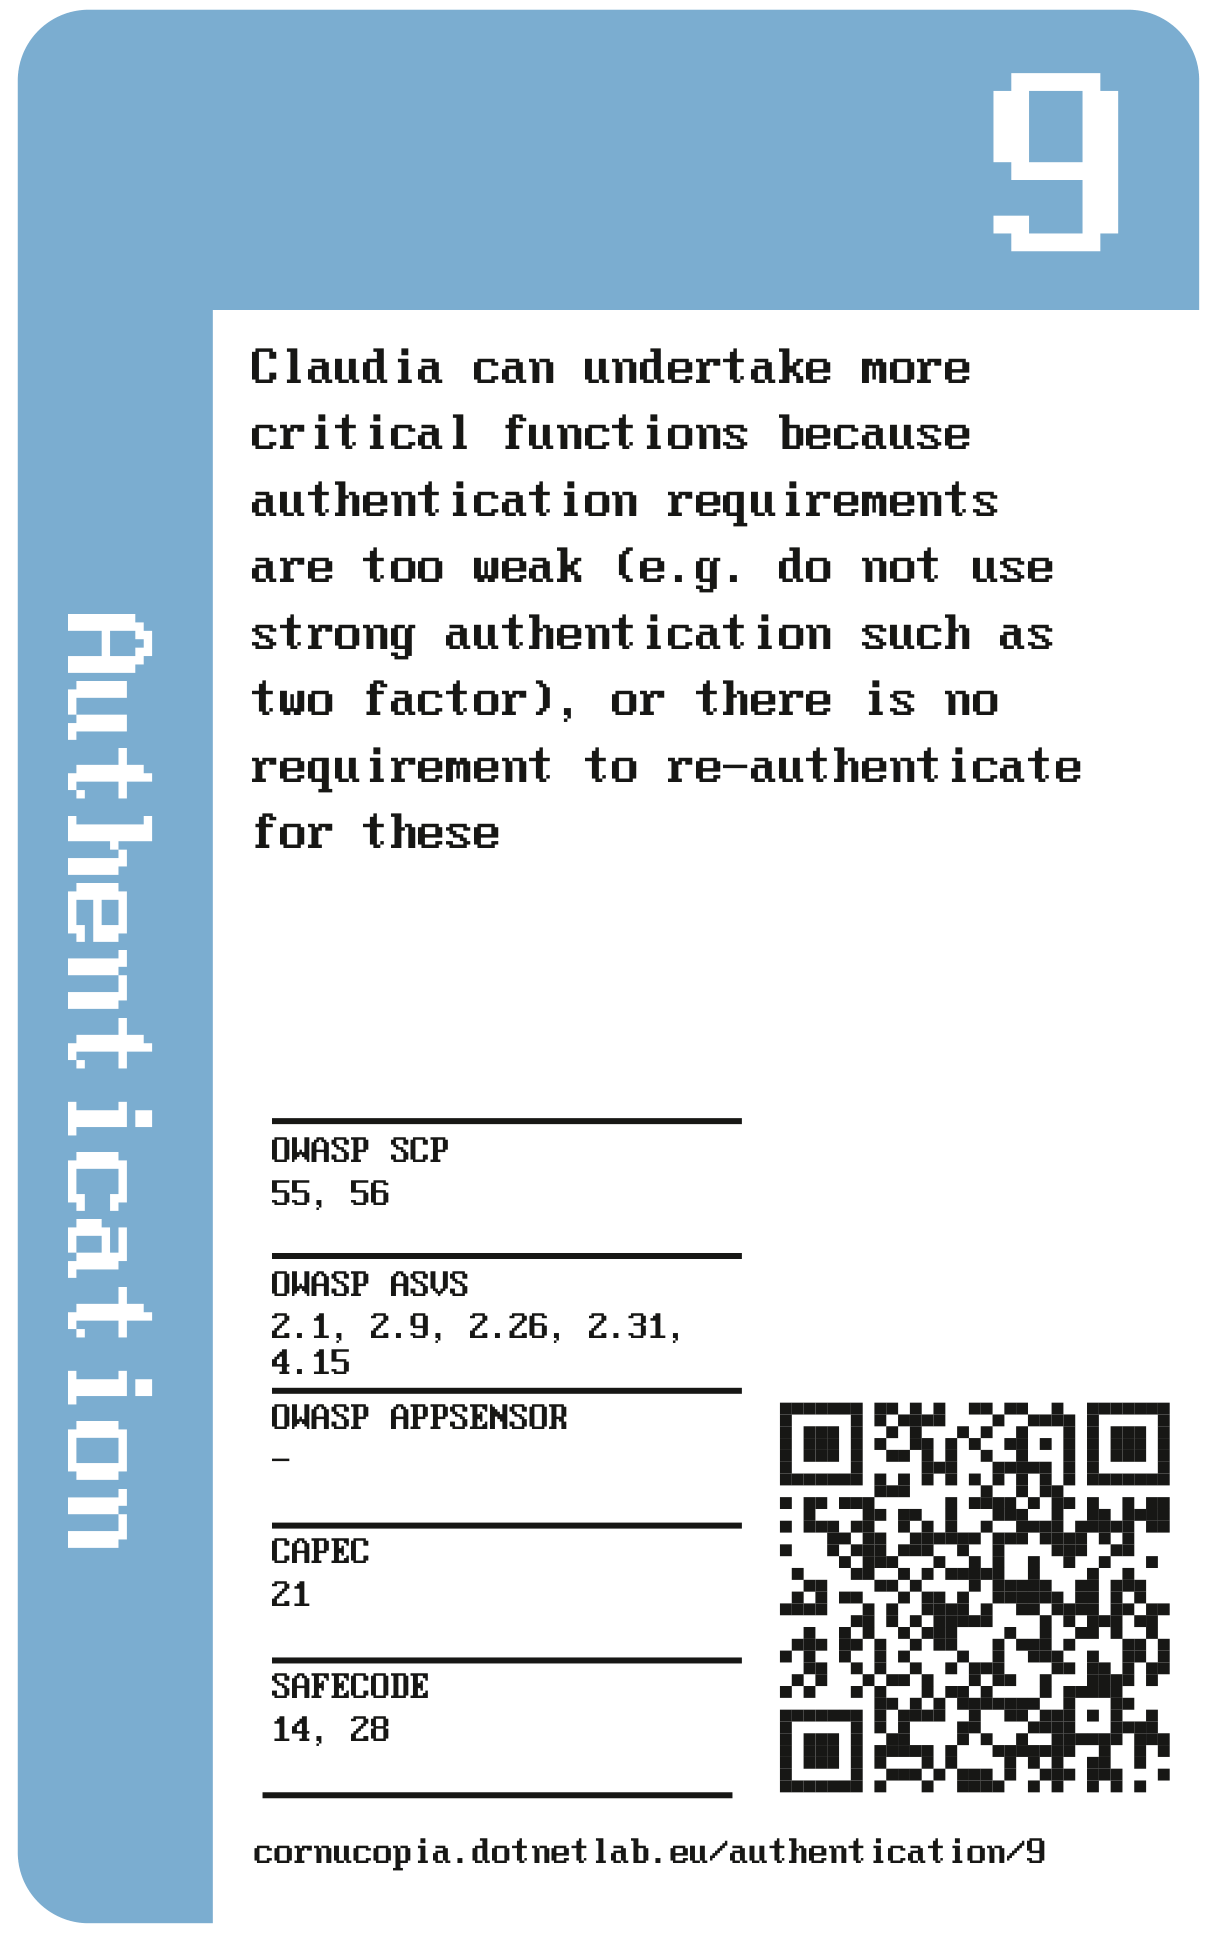 9
Authentication
Claudia can undertake more
critical functions because
authentication requirements
are too weak (e.g. do not use
strong authentication such as
two factor), or there is no
requirement to re-authenticate
for these
OWASP SCP
55, 56
OWASP ASVS
2.1, 2.9, 2.26, 2.31,
4.15
OWASP APPSENSOR
-
CAPEC
21
SAFECODE
14, 28
cornucopia.dotnetlab.eu/authentication/9